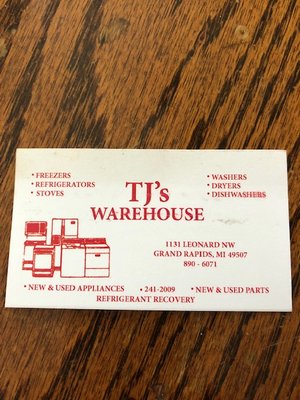 • FREEZERS
• REFRIGERATORS
• STOVES
TJ's
WAREHOUSE
• WASHERS
• DRYERS
• DISHWASHERS
1131 LEONARD NW
GRAND RAPIDS, MI 49507
890 - 6071
• NEW & USED APPLIANCES • 241-2009 • NEW & USED PARTS
REFRIGERANT RECOVERY